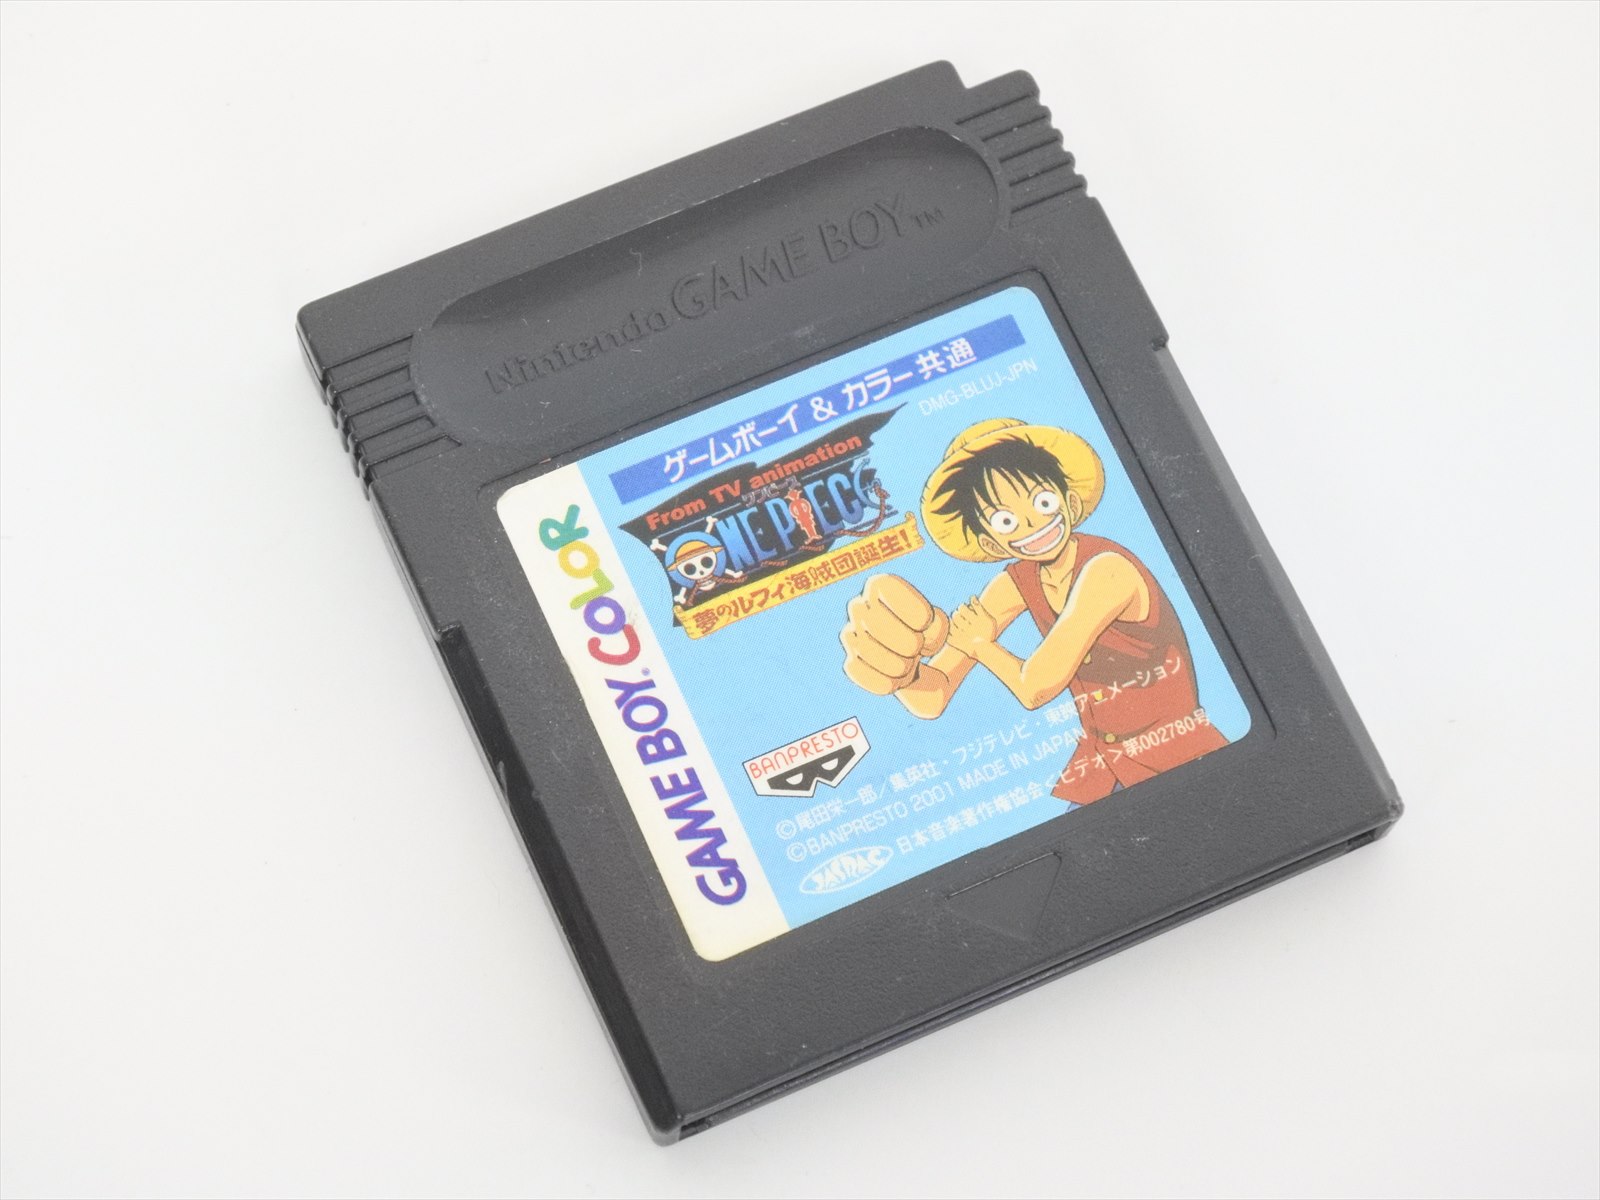 Nintendo GAME BOY™
ゲームボーイ & カラー共通
DMG-BLUJ-JPN
From TV animation
ワンピース
ONE PIECE
夢のルフィ海賊団誕生!
GAME BOY COLOR
BANPRESTO
©尾田栄一郎/集英社・フジテレビ・東映アニメーション
©BANPRESTO 2001 MADE IN JAPAN
JASRAC
日本音楽著作権協会<ビデオ>第002780号